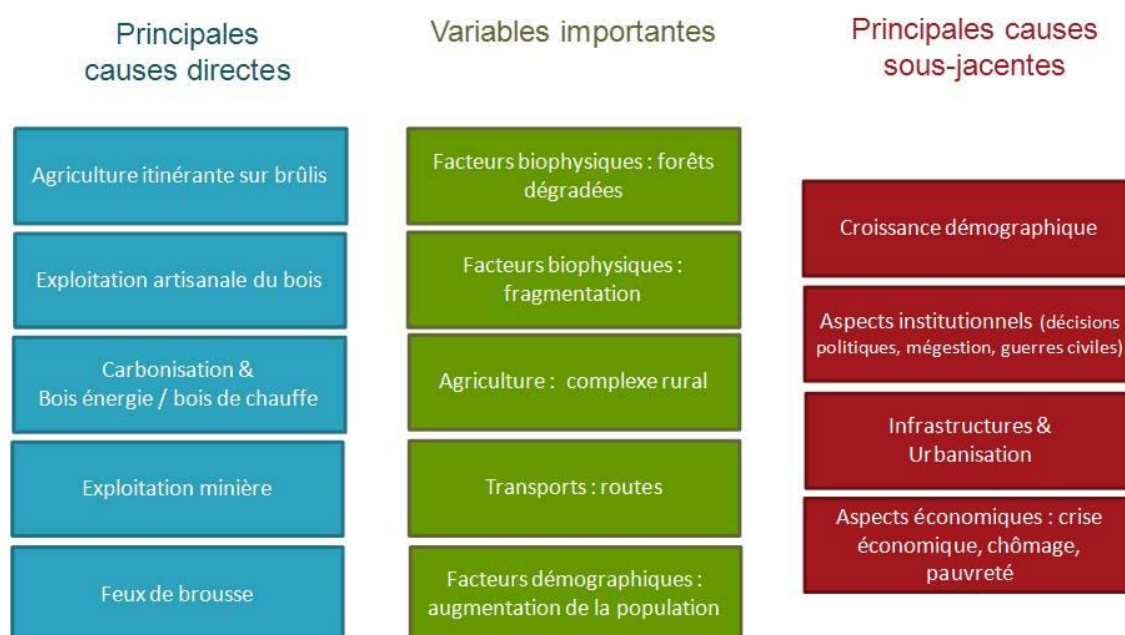 Principales
causes directes
Agriculture itinérante sur brûlis
Exploitation artisanale du bois
Carbonisation &
Bois énergie / bois de chauffe
Exploitation minière
Feux de brousse
Variables importantes
Facteurs biophysiques : forêts
dégradées
Facteurs biophysiques :
fragmentation
Agriculture : complexe rural
Transports : routes
Facteurs démographiques :
augmentation de la population
Principales causes
sous-jacentes
Croissance démographique
Aspects institutionnels (décisions
politiques, mégestion, guerres civiles)
Infrastructures &
Urbanisation
Aspects économiques : crise
économique, chômage,
pauvreté